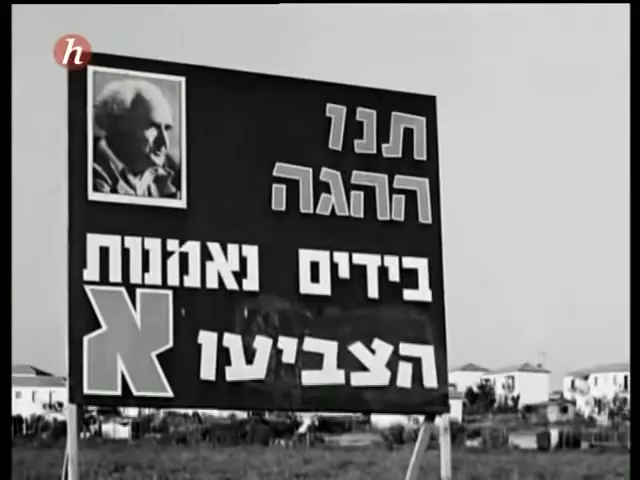 h
תנו
ההגה
בידים נאמנות
הצביעו א